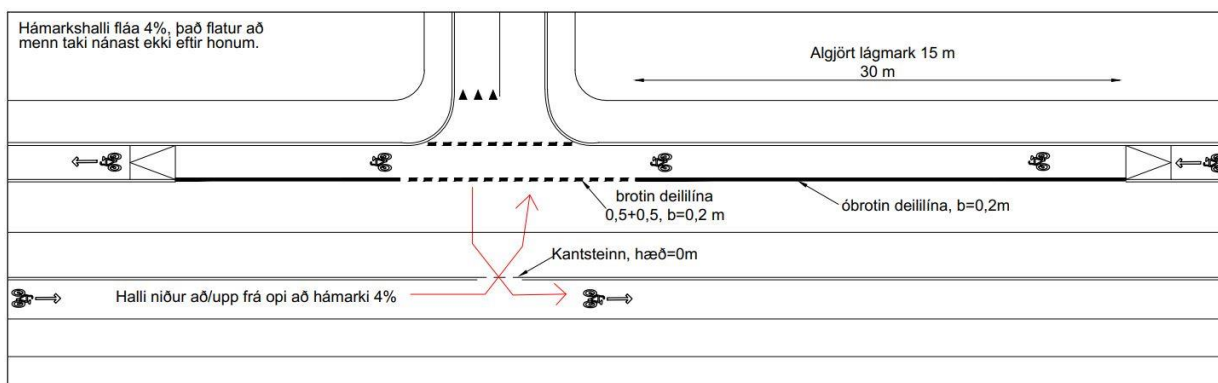 Hámarkshalli fláa 4%, það flatur að
menn taki nánast ekki eftir honum.
Algjört lágmark 15 m
30 m
brotin deililína
0,5+0,5, b=0,2 m
óbrotin deililína, b=0,2m
Kantsteinn, hæð=0m
Halli niður að/upp frá opi að hámarki 4%